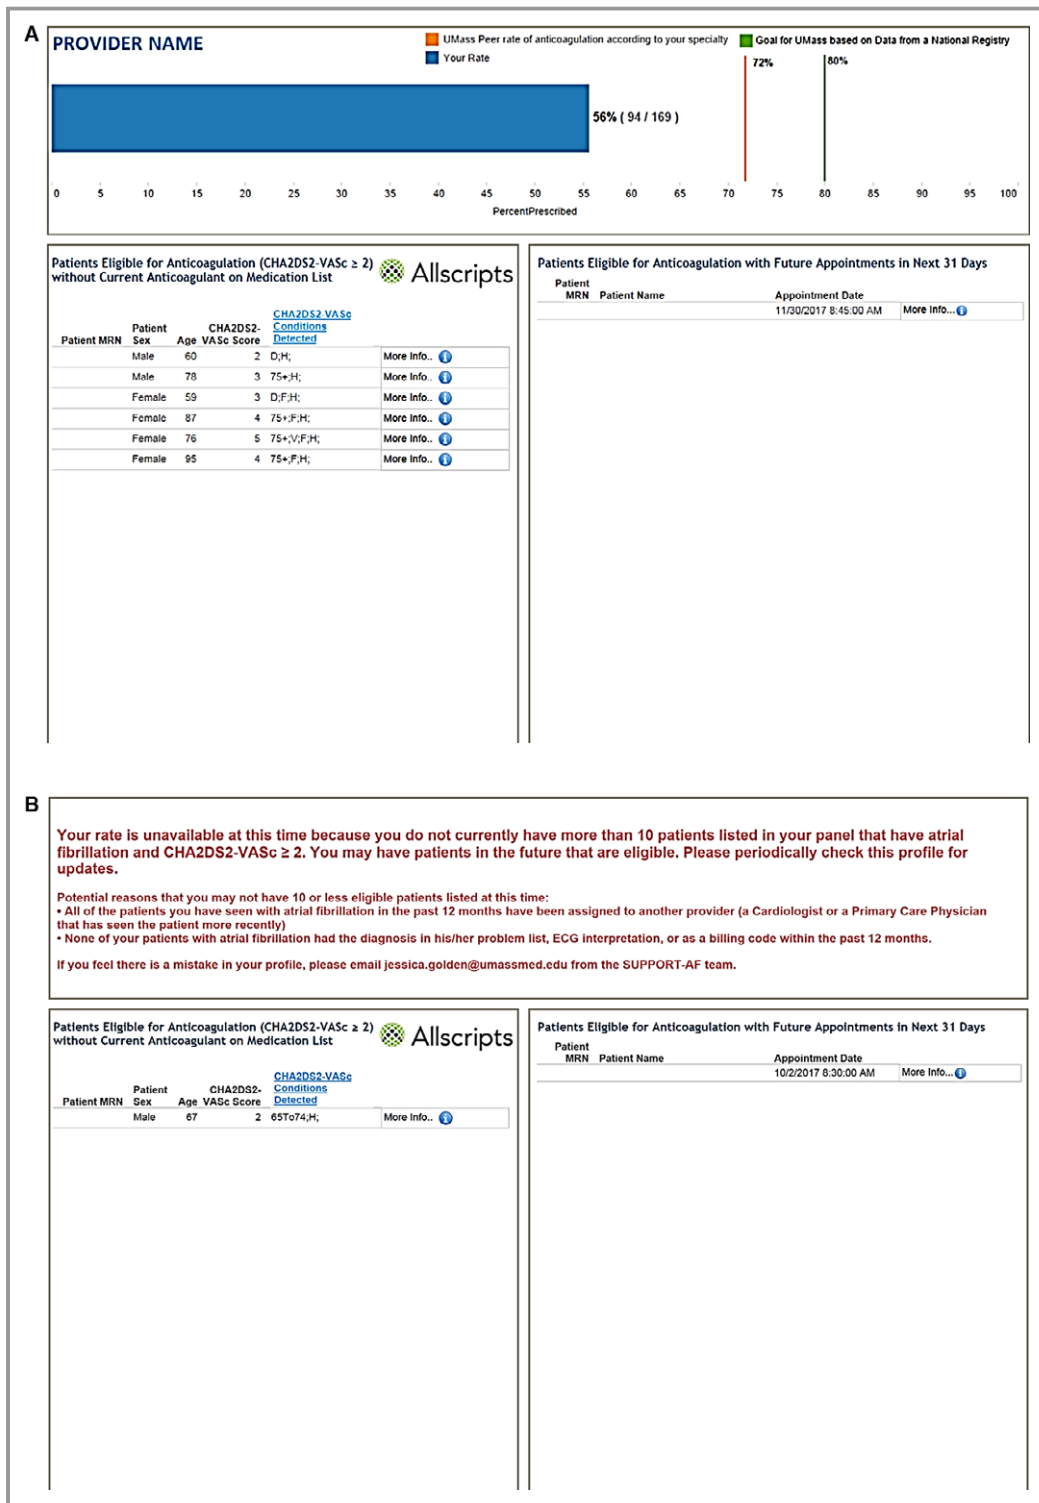 A
PROVIDER NAME
UMass Peer rate of anticoagulation according to your specialty
Goal for UMass based on Data from a National Registry
Your Rate
72%
80%
56% ( 94 / 169 )
0 5 10 15 20 25 30 35 40 45 50 55 60 65 70 75 80 85 90 95 100
PercentPrescribed
Patients Eligible for Anticoagulation (CHA2DS2-VASc ≥ 2)
without Current Anticoagulant on Medication List
Allscripts
Patient MRN Patient Sex Age CHA2DS2-VASc Score CHA2DS2-VASc Conditions Detected
Male 60 2 D;H; More Info..
Male 78 3 75+;H; More Info..
Female 59 3 D;F;H; More Info..
Female 87 4 75+;F;H; More Info..
Female 76 5 75+;V;F;H; More Info..
Female 95 4 75+;F;H; More Info..
Patients Eligible for Anticoagulation with Future Appointments in Next 31 Days
Patient MRN Patient Name Appointment Date
11/30/2017 8:45:00 AM More Info...
B
Your rate is unavailable at this time because you do not currently have more than 10 patients listed in your panel that have atrial
fibrillation and CHA2DS2-VASc ≥ 2. You may have patients in the future that are eligible. Please periodically check this profile for
updates.
Potential reasons that you may not have 10 or less eligible patients listed at this time:
• All of the patients you have seen with atrial fibrillation in the past 12 months have been assigned to another provider (a Cardiologist or a Primary Care Physician
that has seen the patient more recently)
• None of your patients with atrial fibrillation had the diagnosis in his/her problem list, ECG interpretation, or as a billing code within the past 12 months.
If you feel there is a mistake in your profile, please email jessica.golden@umassmed.edu from the SUPPORT-AF team.
Patients Eligible for Anticoagulation (CHA2DS2-VASc ≥ 2)
without Current Anticoagulant on Medication List
Allscripts
Patient MRN Patient Sex Age CHA2DS2-VASc Score CHA2DS2-VASc Conditions Detected
Male 67 2 65To74;H; More Info..
Patients Eligible for Anticoagulation with Future Appointments in Next 31 Days
Patient MRN Patient Name Appointment Date
10/2/2017 8:30:00 AM More Info...